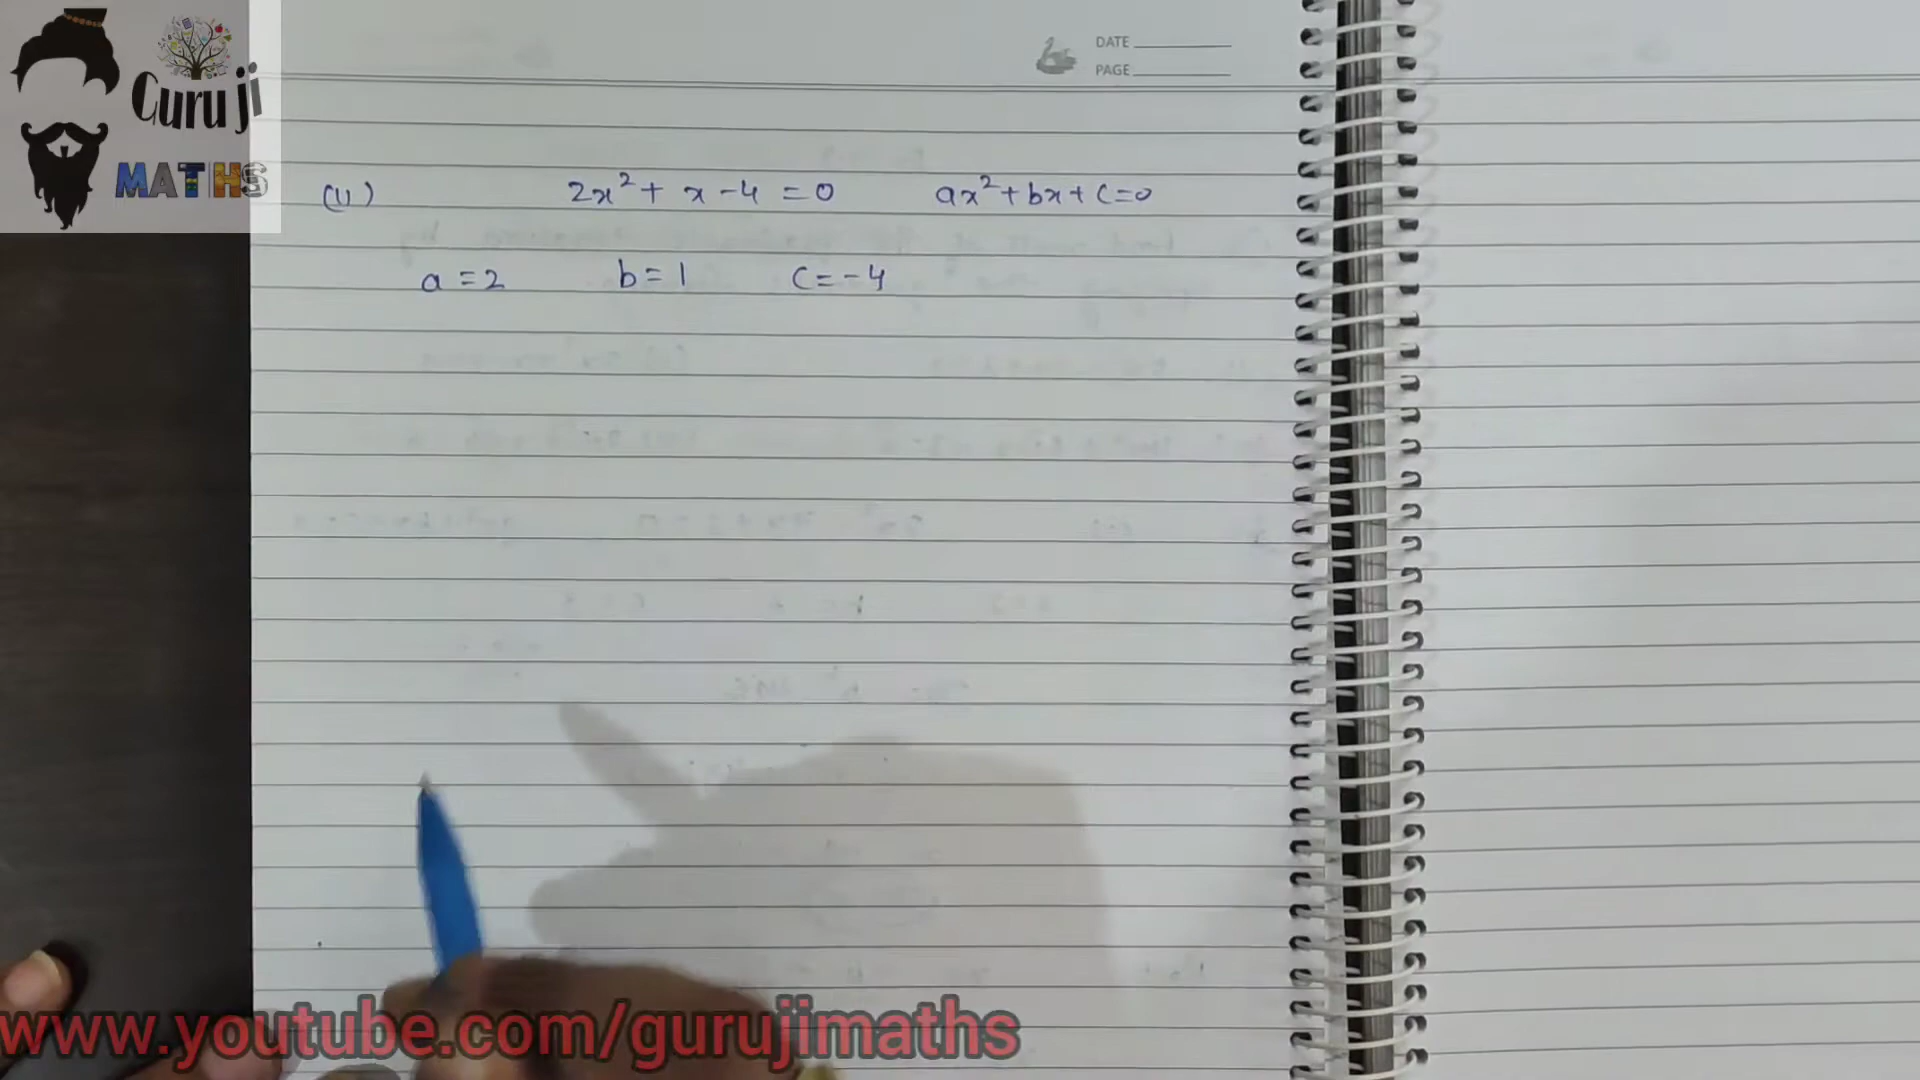 Guru ji
MATHS
DATE
PAGE
(ii) 2x² + x - 4 = 0 ax² + bx + c = 0
a = 2 b = 1 c = -4
www.youtube.com/gurujimaths